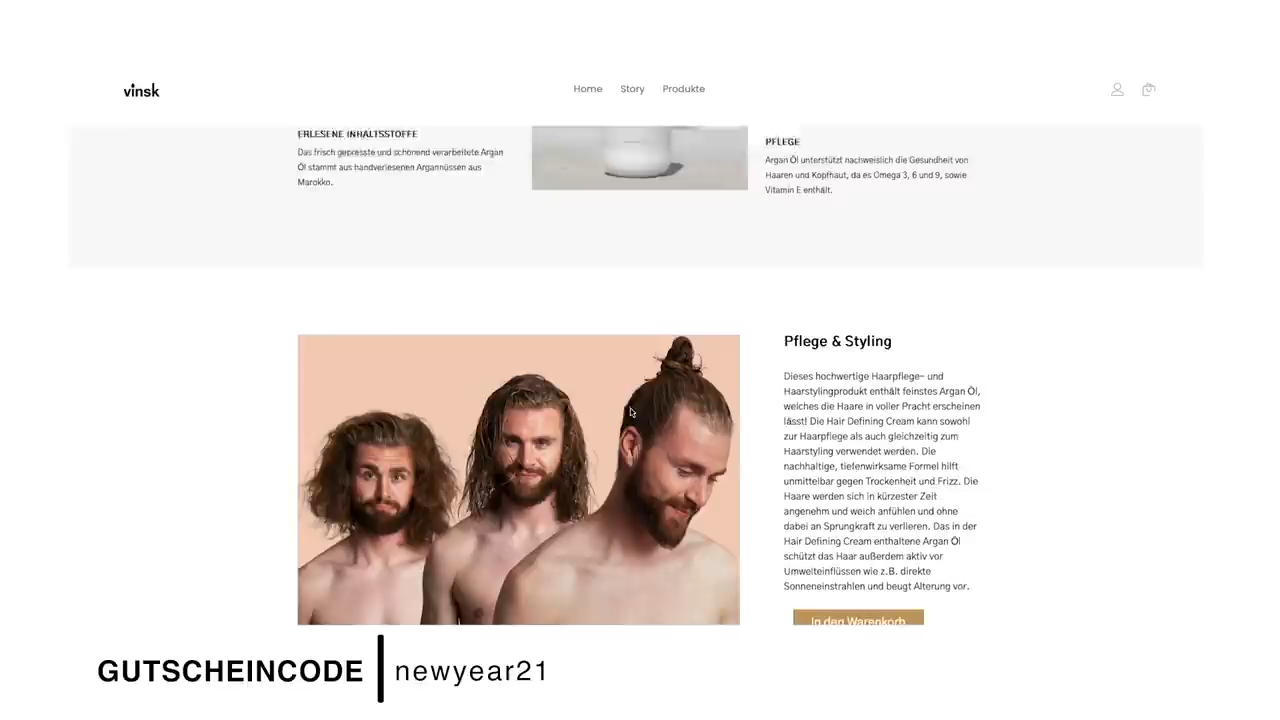 vinsk
Home Story Produkte
ERLESENE INHALTSSTOFFE
Das frisch gepresste und schonend verarbeitete Argan
Öl stammt aus handverlesenen Argannüssen aus
Marokko.
PFLEGE
Argan Öl unterstützt nachweislich die Gesundheit von
Haaren und Kopfhaut, da es Omega 3, 6 und 9, sowie
Vitamin E enthält.
Pflege & Styling
Dieses hochwertige Haarpflege- und
Haarstylingprodukt enthält feinstes Argan Öl,
welches die Haare in voller Pracht erscheinen
lässt! Die Hair Defining Cream kann sowohl
zur Haarpflege als auch gleichzeitig zum
Haarstyling verwendet werden. Die
nachhaltige, tiefenwirksame Formel hilft
unmittelbar gegen Trockenheit und Frizz. Die
Haare werden sich in kürzester Zeit
angenehm und weich anfühlen und ohne
dabei an Sprungkraft zu verlieren. Das in der
Hair Defining Cream enthaltene Argan Öl
schützt das Haar außerdem aktiv vor
Umwelteinflüssen wie z.B. direkte
Sonneneinstrahlen und beugt Alterung vor.
In den Warenkorb
GUTSCHEINCODE newyear21